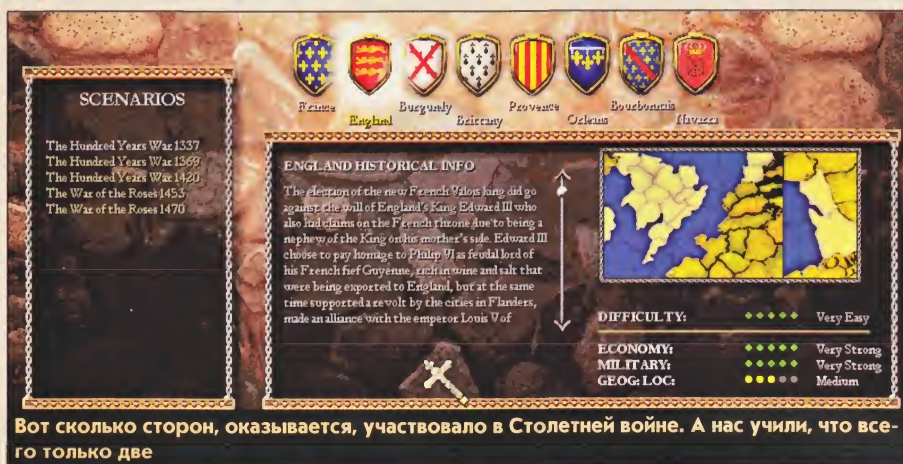 France
Burgundy
Provence
Bourbonnais
England
Brittany
Orleans
Navarra
SCENARIOS
The Hundred Years War 1337
The Hundred Years War 1369
The Hundred Years War 1420
The War of the Roses 1453
The War of the Roses 1470
ENGLAND HISTORICAL INFO
The election of the new French Valois king did go
against the will of England's King Edward III who
also had claims on the French throne due to being a
nephew of the King on his mother's side. Edward III
choose to pay homage to Philip VI as feudal lord of
his French fief Guyenne, rich in wine and salt that
were being exported to England, but at the same
time supported a revolt by the cities in Flanders,
made an alliance with the emperor Louis V of
DIFFICULTY: Very Easy
ECONOMY: Very Strong
MILITARY: Very Strong
GEOG: LOC: Medium
Вот сколько сторон, оказывается, участвовало в Столетней войне. А нас учили, что все-
го только две